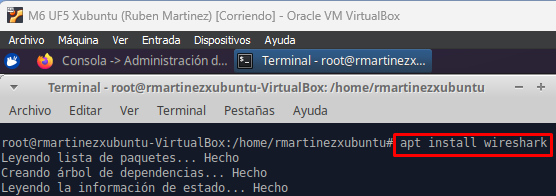 M6 UF5 Xubuntu (Ruben Martinez) [Corriendo] - Oracle VM VirtualBox
Archivo Máquina Ver Entrada Dispositivos Ayuda
Consola -> Administración d... Terminal - root@rmartinezx...
Terminal - root@rmartinezxubuntu-VirtualBox: /home/rmartinezxubuntu
Archivo Editar Ver Terminal Pestañas Ayuda
root@rmartinezxubuntu-VirtualBox:/home/rmartinezxubuntu# apt install wireshark
Leyendo lista de paquetes... Hecho
Creando árbol de dependencias... Hecho
Leyendo la información de estado... Hecho